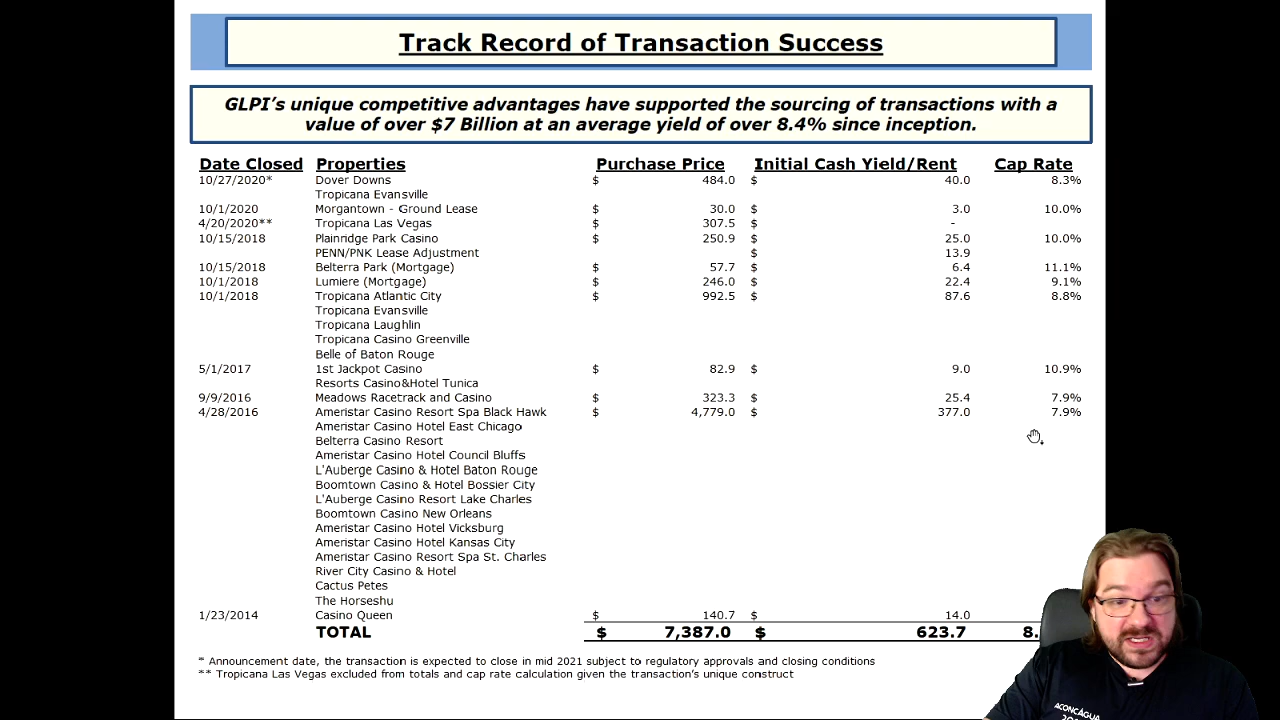 Track Record of Transaction Success
GLPI’s unique competitive advantages have supported the sourcing of transactions with a
value of over $7 Billion at an average yield of over 8.4% since inception.
Date Closed Properties Purchase Price Initial Cash Yield/Rent Cap Rate
10/27/2020* Dover Downs $ 484.0 $ 40.0 8.3%
Tropicana Evansville
10/1/2020 Morgantown - Ground Lease $ 30.0 $ 3.0 10.0%
4/20/2020** Tropicana Las Vegas $ 307.5 $ -
10/15/2018 Plainridge Park Casino $ 250.9 $ 25.0 10.0%
PENN/PNK Lease Adjustment $ 13.9
10/15/2018 Belterra Park (Mortgage) $ 57.7 $ 6.4 11.1%
10/1/2018 Lumiere (Mortgage) $ 246.0 $ 22.4 9.1%
10/1/2018 Tropicana Atlantic City $ 992.5 $ 87.6 8.8%
Tropicana Evansville
Tropicana Laughlin
Tropicana Casino Greenville
Belle of Baton Rouge
5/1/2017 1st Jackpot Casino $ 82.9 $ 9.0 10.9%
Resorts Casino&Hotel Tunica
9/9/2016 Meadows Racetrack and Casino $ 323.3 $ 25.4 7.9%
4/28/2016 Ameristar Casino Resort Spa Black Hawk $ 4,779.0 $ 377.0 7.9%
Ameristar Casino Hotel East Chicago
Belterra Casino Resort
Ameristar Casino Hotel Council Bluffs
L'Auberge Casino & Hotel Baton Rouge
Boomtown Casino & Hotel Bossier City
L'Auberge Casino Resort Lake Charles
Boomtown Casino New Orleans
Ameristar Casino Hotel Vicksburg
Ameristar Casino Hotel Kansas City
Ameristar Casino Resort Spa St. Charles
River City Casino & Hotel
Cactus Petes
The Horseshu
1/23/2014 Casino Queen $ 140.7 $ 14.0
TOTAL $ 7,387.0 $ 623.7 8.
* Announcement date, the transaction is expected to close in mid 2021 subject to regulatory approvals and closing conditions
** Tropicana Las Vegas excluded from totals and cap rate calculation given the transaction’s unique construct
ACONCAGUA